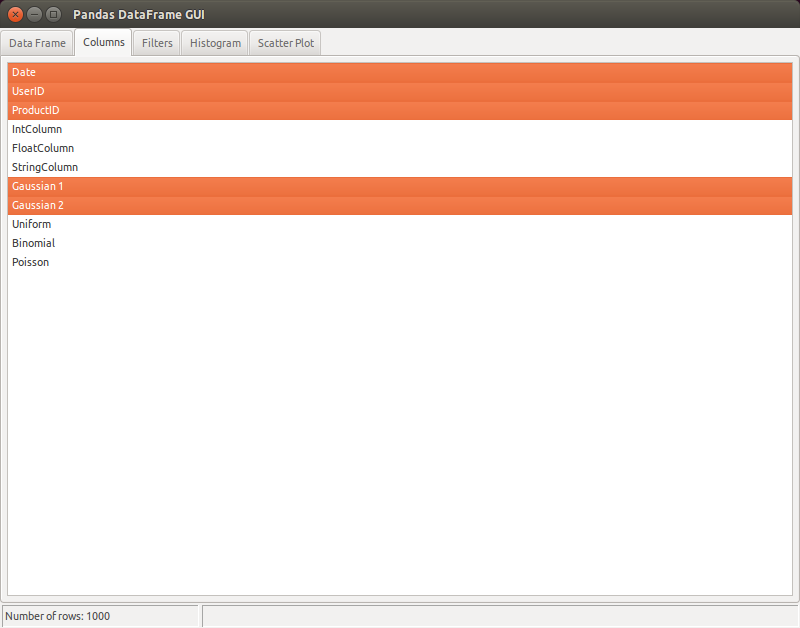 Pandas DataFrame GUI
Data Frame Columns Filters Histogram Scatter Plot
Date
UserID
ProductID
IntColumn
FloatColumn
StringColumn
Gaussian 1
Gaussian 2
Uniform
Binomial
Poisson
Number of rows: 1000